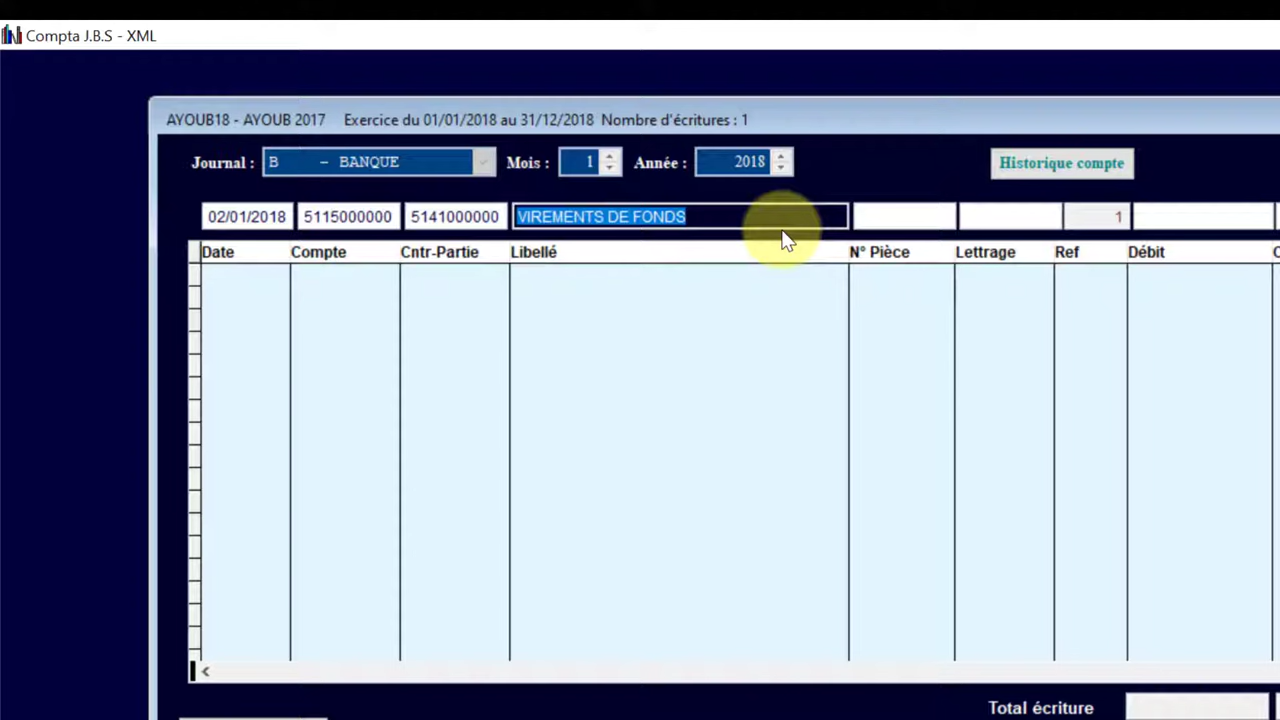 Compta J.B.S - XML
AYOUB18 - AYOUB 2017 Exercice du 01/01/2018 au 31/12/2018 Nombre d'écritures : 1
Journal : B – BANQUE Mois : 1 Année : 2018 Historique compte
02/01/2018 5115000000 5141000000 VIREMENTS DE FONDS 1
Date Compte Cntr-Partie Libellé N° Pièce Lettrage Ref Débit
Total écriture